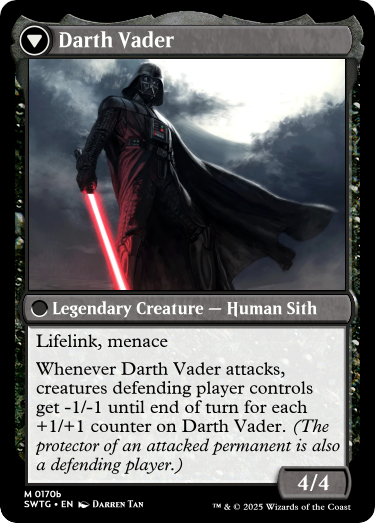 Darth Vader
Legendary Creature — Human Sith
Lifelink, menace
Whenever Darth Vader attacks,
creatures defending player controls
get -1/-1 until end of turn for each
+1/+1 counter on Darth Vader. (The
protector of an attacked permanent is also
a defending player.)
4/4
M 0170b
SWTG • EN Darren Tan
™ & © 2025 Wizards of the Coast